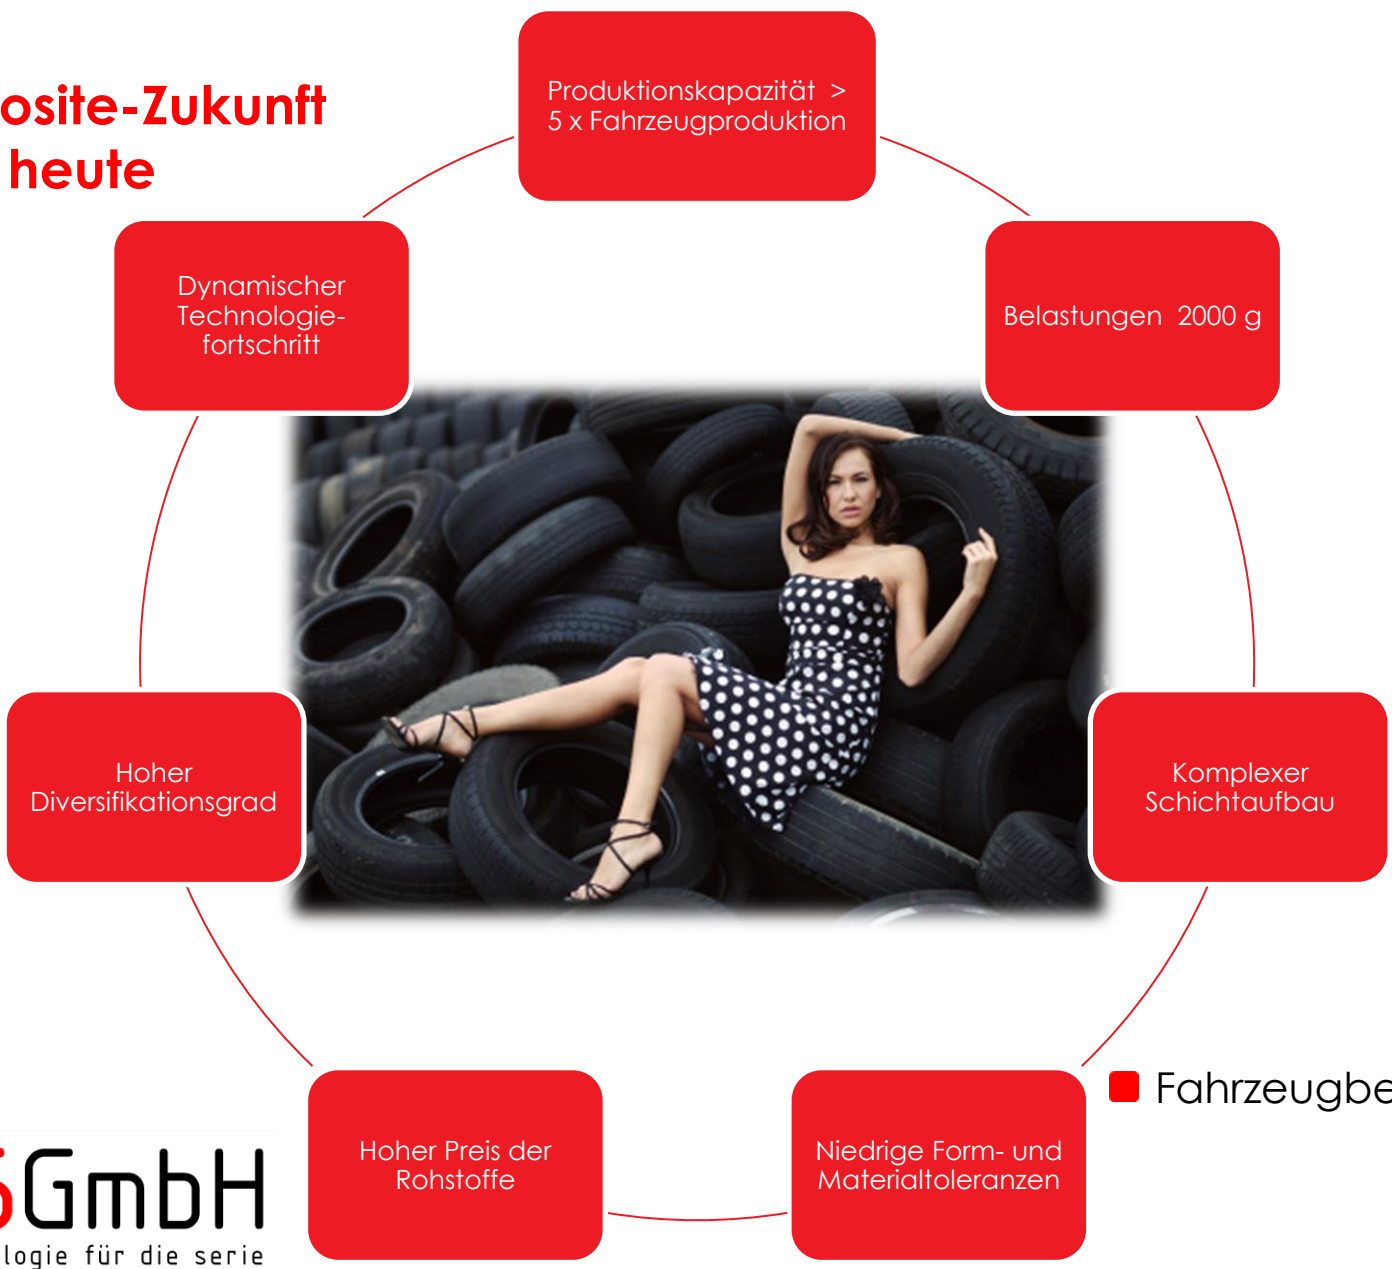 osite-Zukunft
heute
Produktionskapazität >
5 x Fahrzeugproduktion
Dynamischer
Technologie-
fortschritt
Belastungen 2000 g
Hoher
Diversifikationsgrad
Komplexer
Schichtaufbau
Hoher Preis der
Rohstoffe
Niedrige Form- und
Materialtoleranzen
Fahrzeugbe
GmbH
logie für die serie